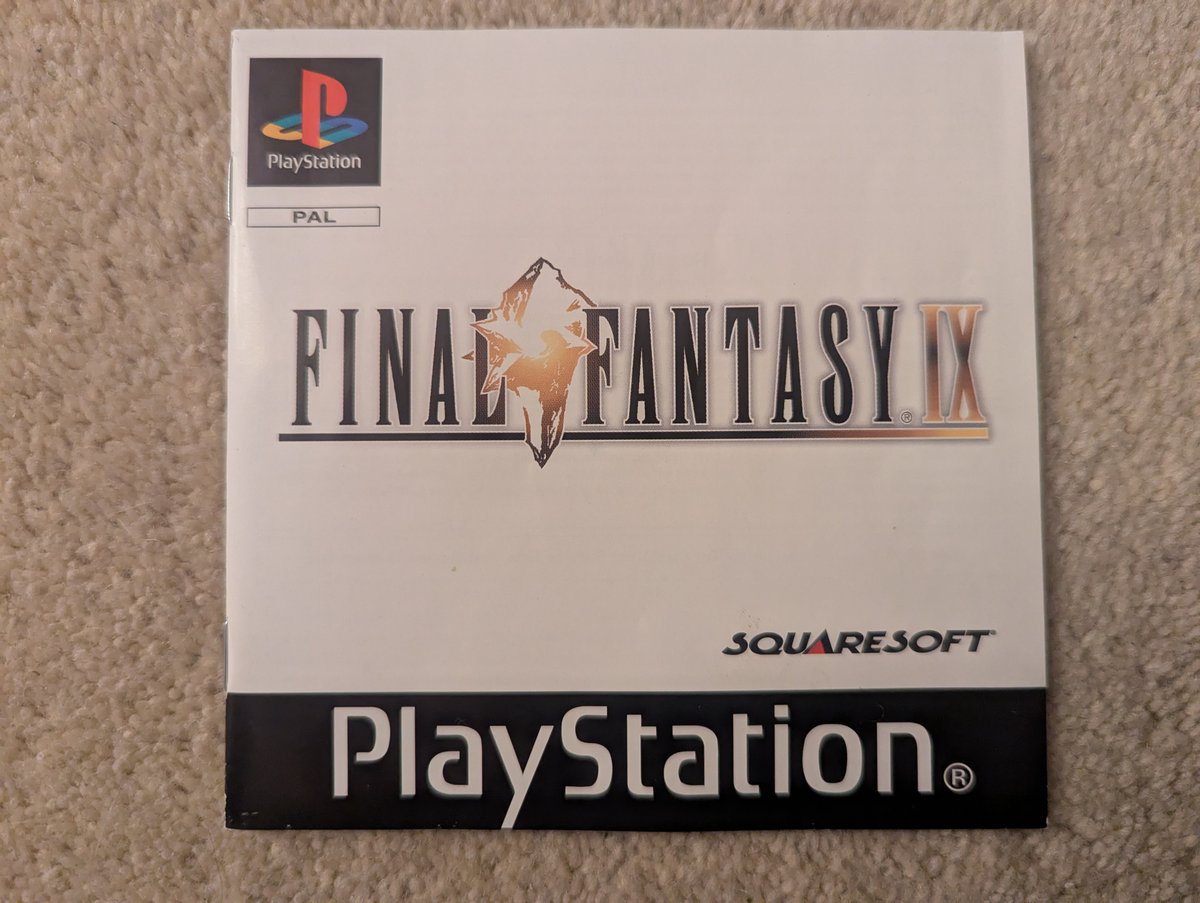 PlayStation
PAL
FINAL FANTASY® IX
SQUARESOFT
PlayStation®